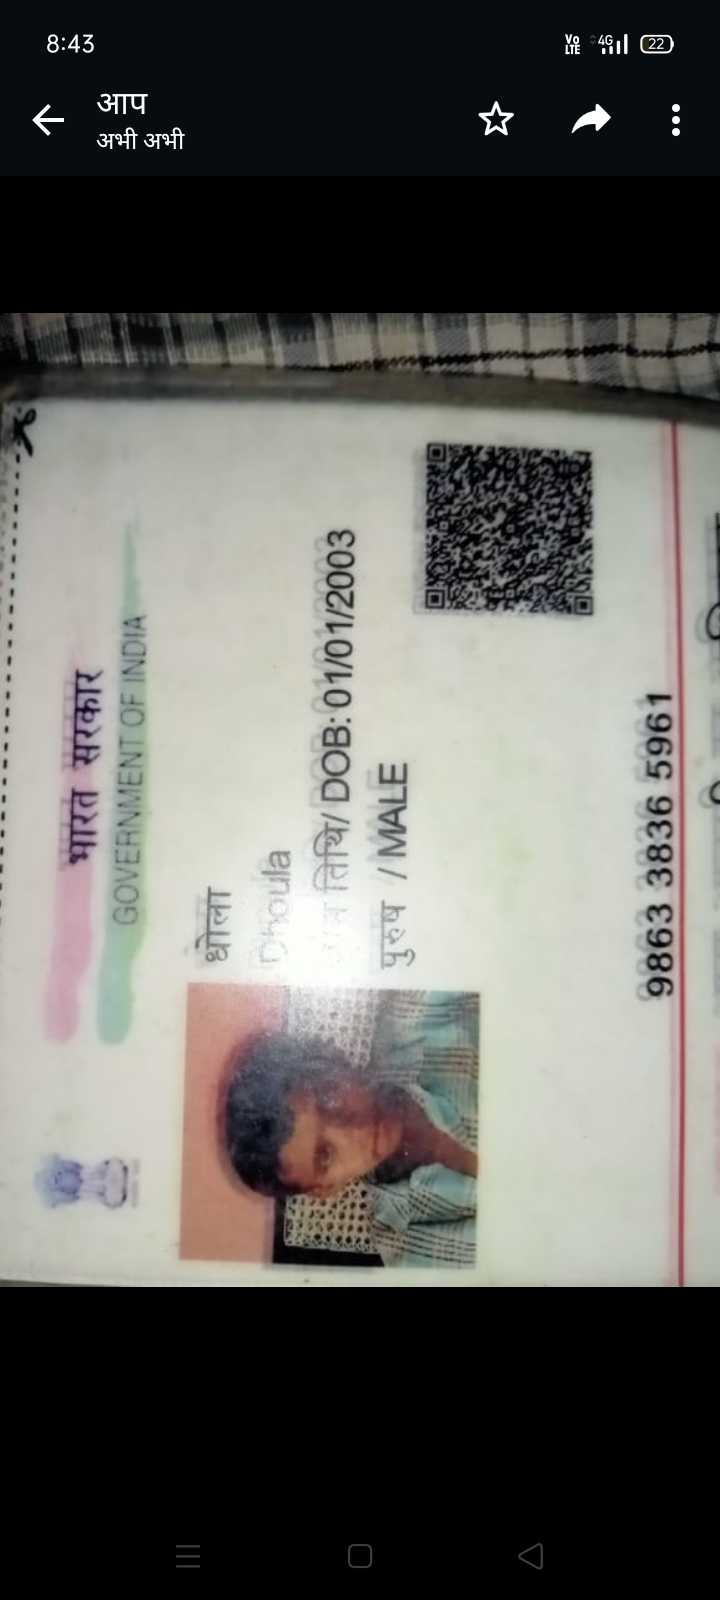 8:43
Vo LTE 4G 22
आप
अभी अभी
भारत सरकार
GOVERNMENT OF INDIA
धोला
Dhoula
तिथि/ DOB: 01/01/2003
पुरुष / MALE
9863 3836 5961